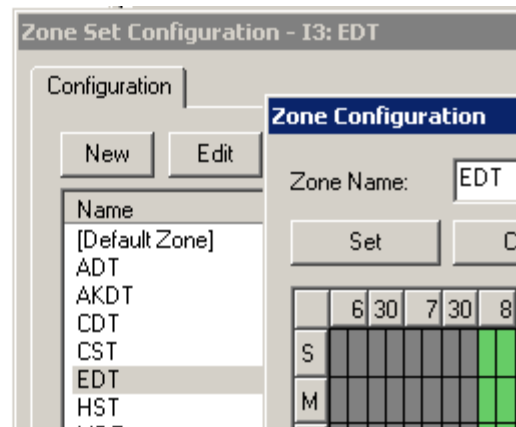 Zone Set Configuration - I3: EDT
Configuration
New Edit
Name
[Default Zone]
ADT
AKDT
CDT
CST
EDT
HST
Zone Configuration
Zone Name: EDT
Set
6 30 7 30 8
S
M